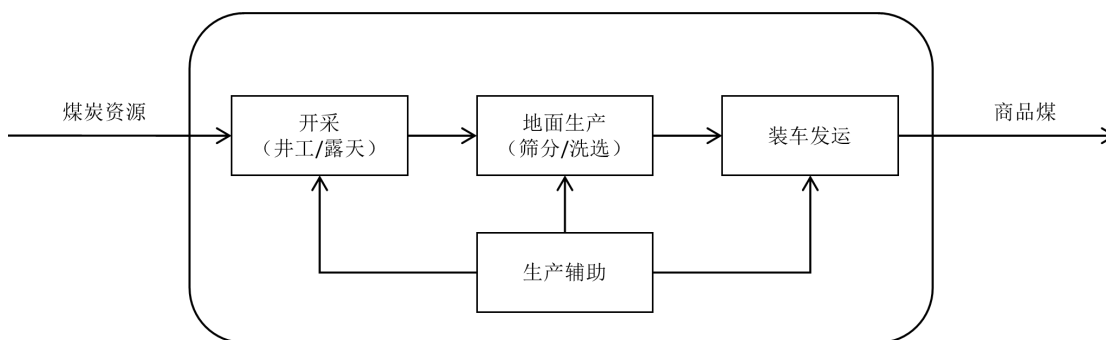 煤炭资源
开采
（井工/露天）
地面生产
（筛分/洗选）
装车发运
商品煤
生产辅助